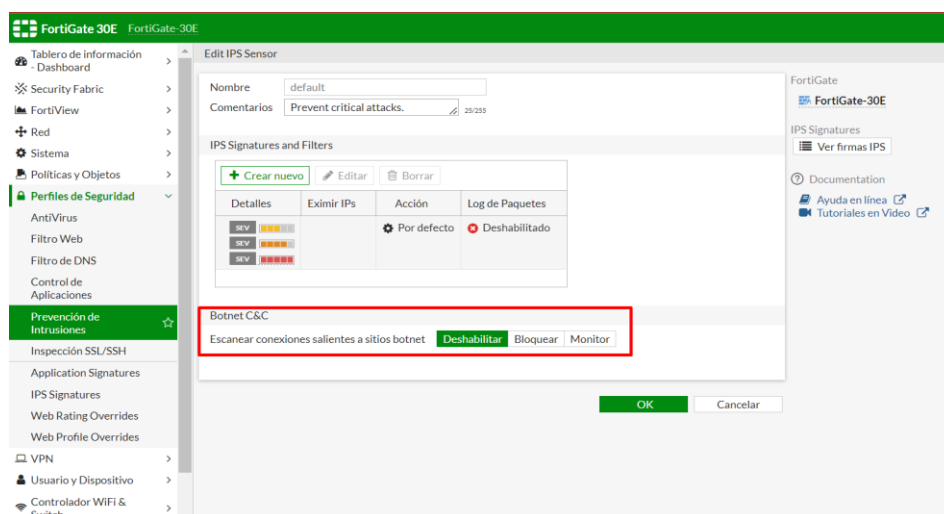 FortiGate 30E FortiGate-30E
Tablero de información
- Dashboard
Security Fabric
FortiView
Red
Sistema
Políticas y Objetos
Perfiles de Seguridad
AntiVirus
Filtro Web
Filtro de DNS
Control de
Aplicaciones
Prevención de
Intrusiones
Inspección SSL/SSH
Application Signatures
IPS Signatures
Web Rating Overrides
Web Profile Overrides
VPN
Usuario y Dispositivo
Controlador WiFi &
Edit IPS Sensor
Nombre default
Comentarios Prevent critical attacks. 25/255
IPS Signatures and Filters
Crear nuevo Editar Borrar
Detalles Eximir IPs Acción Log de Paquetes
SEV Por defecto Deshabilitado
SEV
SEV
Botnet C&C
Escanear conexiones salientes a sitios botnet Deshabilitar Bloquear Monitor
OK Cancelar
FortiGate
FortiGate-30E
IPS Signatures
Ver firmas IPS
Documentation
Ayuda en línea
Tutoriales en Video